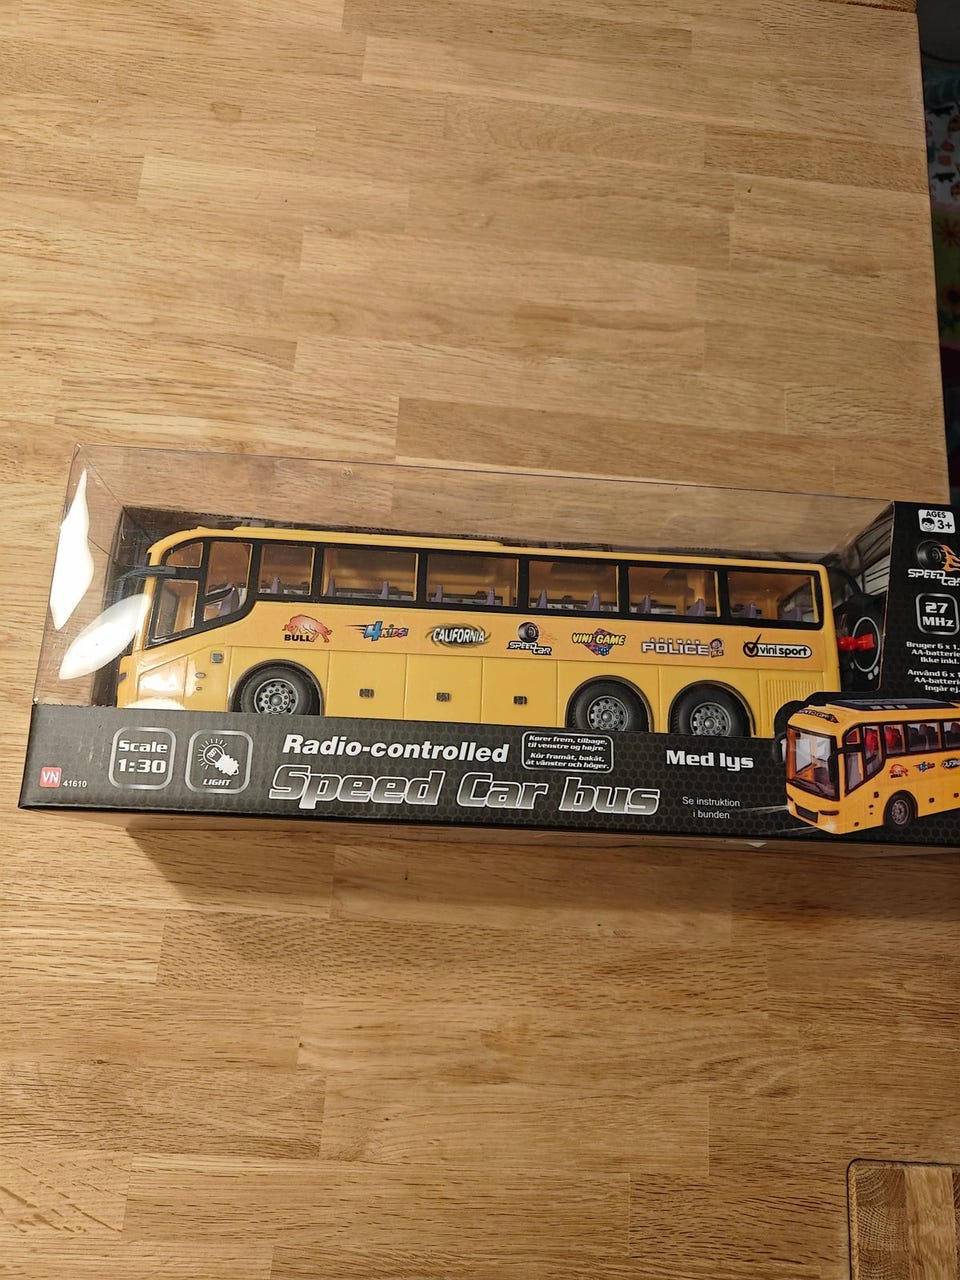 AGES
3+
SPEED CAR
27
MHz
Bruger 6 x 1,
AA-batterie
Ikke inkl.
Använd 6 x 1
AA-batterie
Ingår ej.
BULL
4KIDS!
CALIFORNIA
SPEED CAR
VINI GAME
POLICE
vini sport
Scale
1:30
LIGHT
VN 41610
Radio-controlled
Speed Car bus
Kører frem, tilbage,
til venstre og højre.
Kör framåt, bakåt,
åt vänster och höger.
Med lys
Se instruktion
i bunden